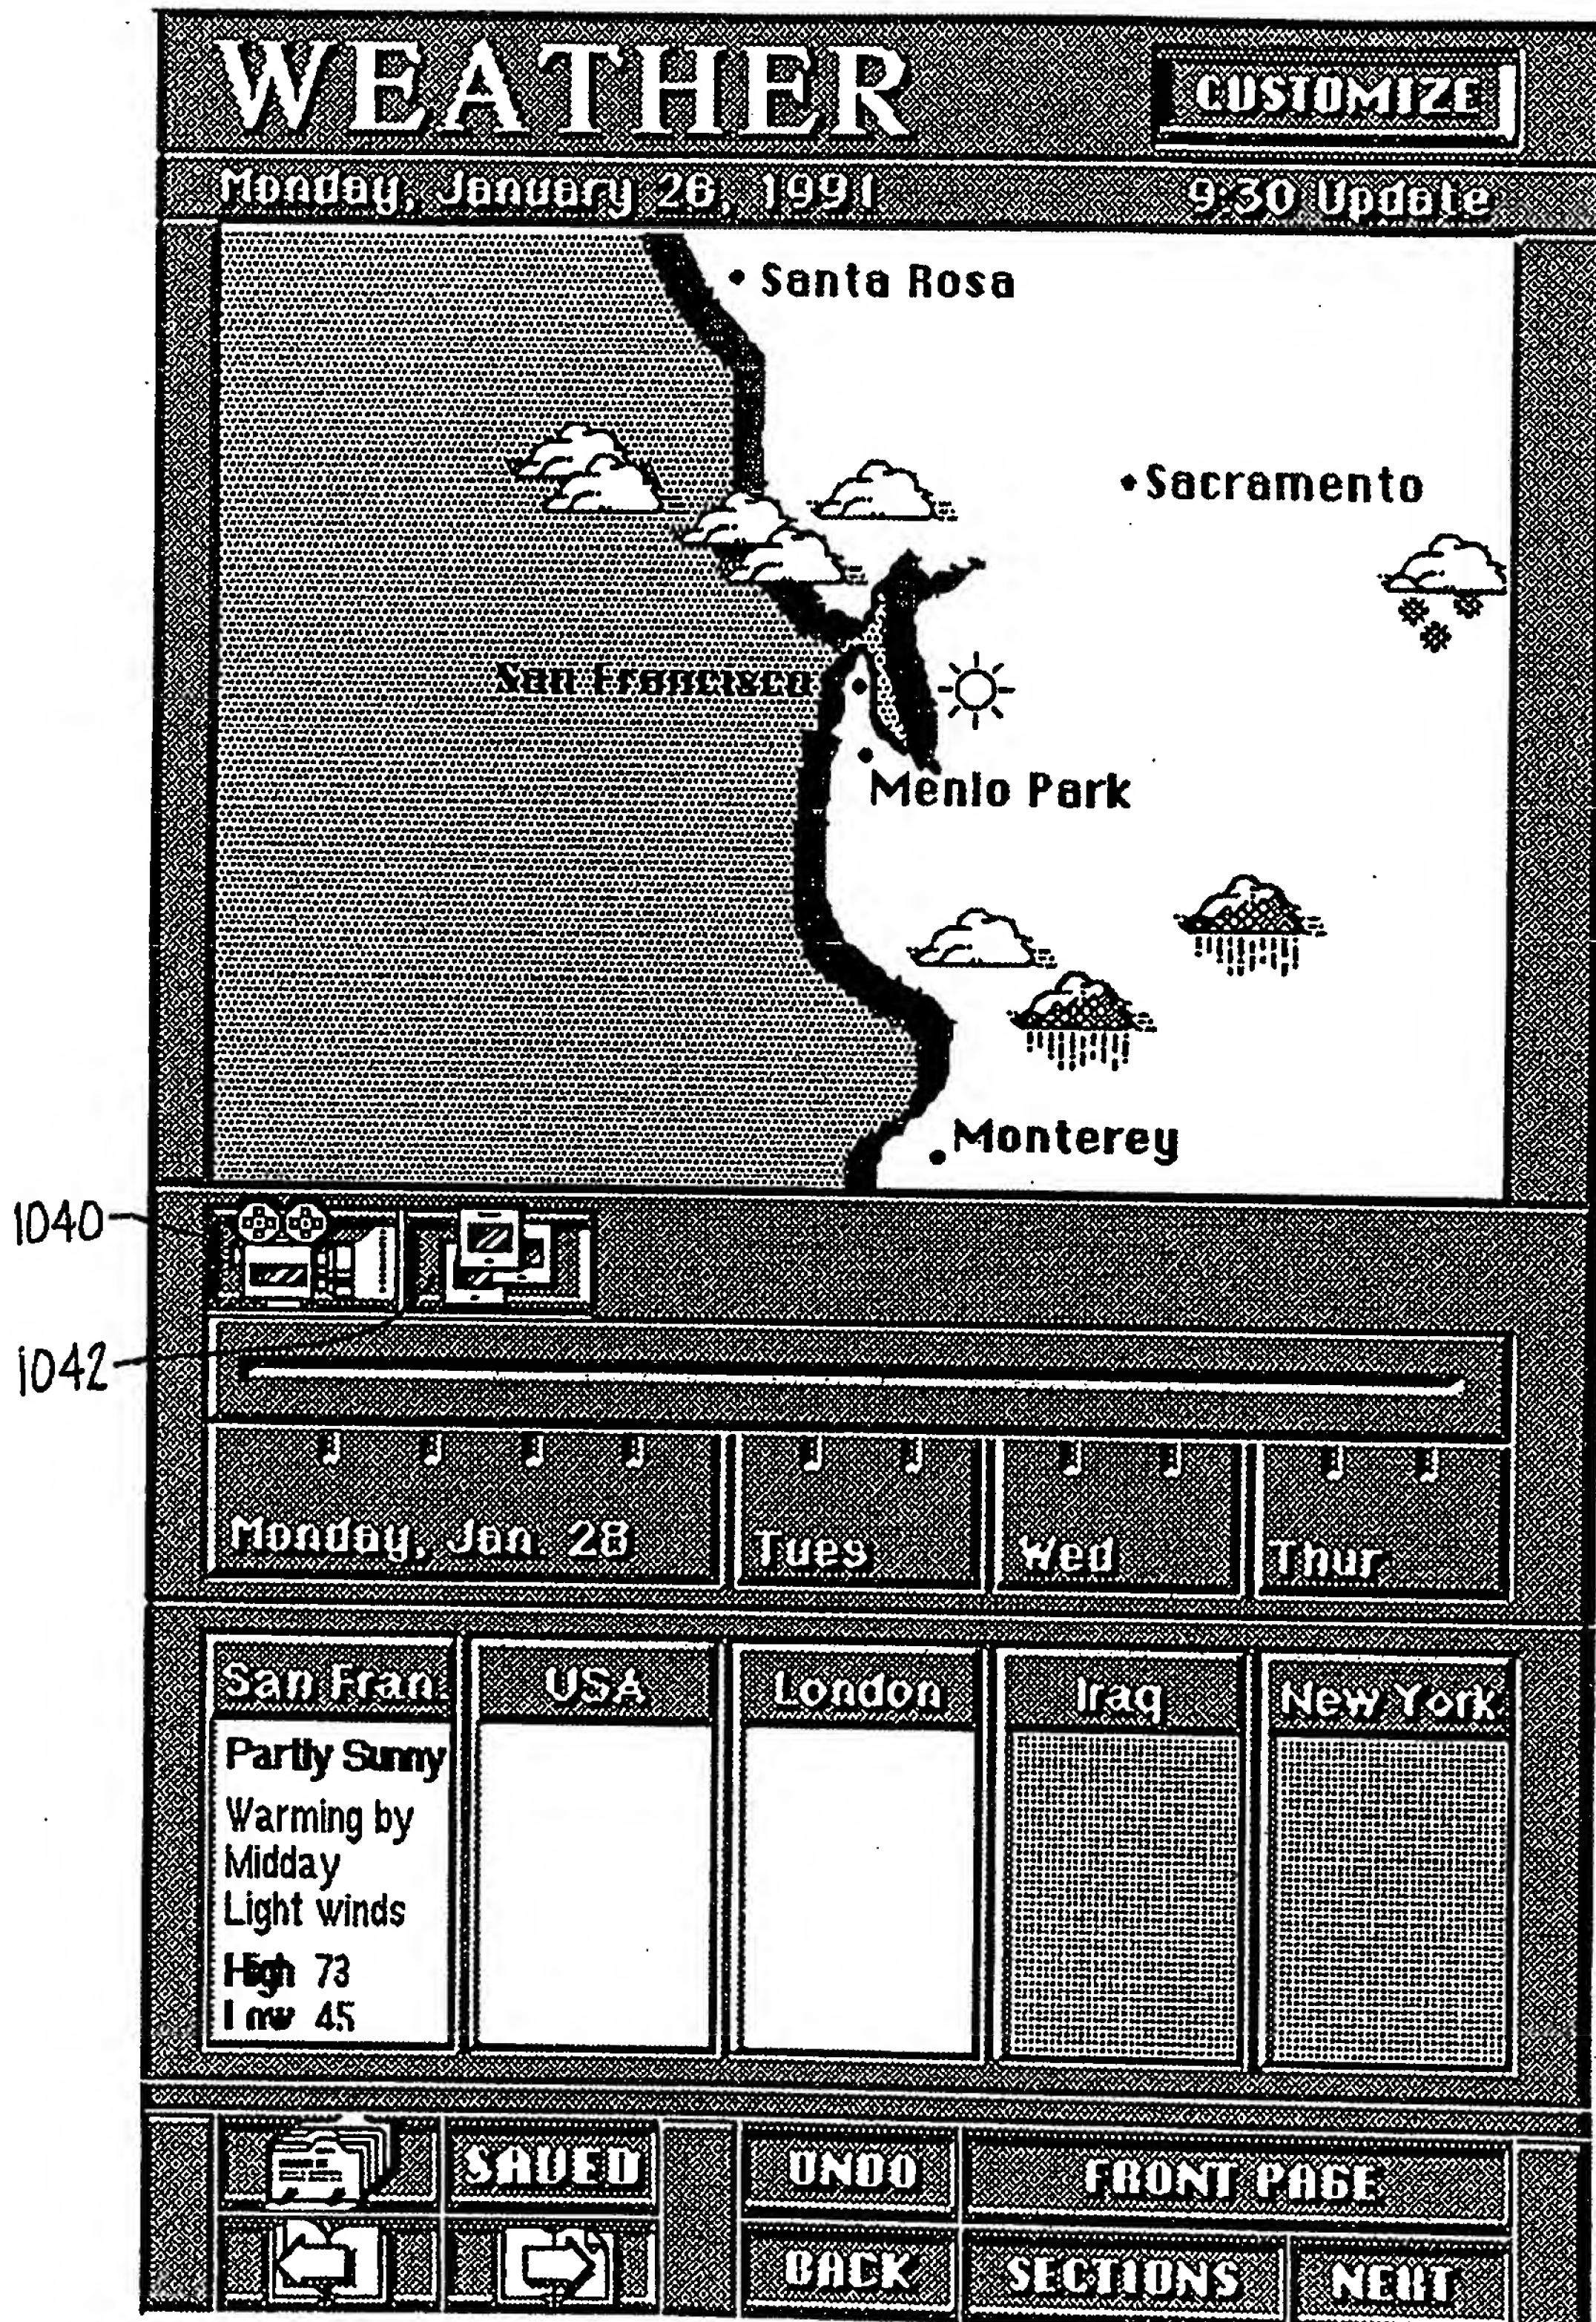 WEATHER
CUSTOMIZE
Monday, January 28, 1991
9:30 Update
Santa Rosa
Sacramento
San Francisco
Menlo Park
Monterey
1040
1042
Monday, Jan. 28
Tues
Wed
Thur
San Fran.
USA
London
Iraq
New York
Partly Sunny
Warming by
Midday
Light winds
High 73
Low 45
SAVED
UNDO
FRONT PAGE
BACK
SECTIONS
NEXT